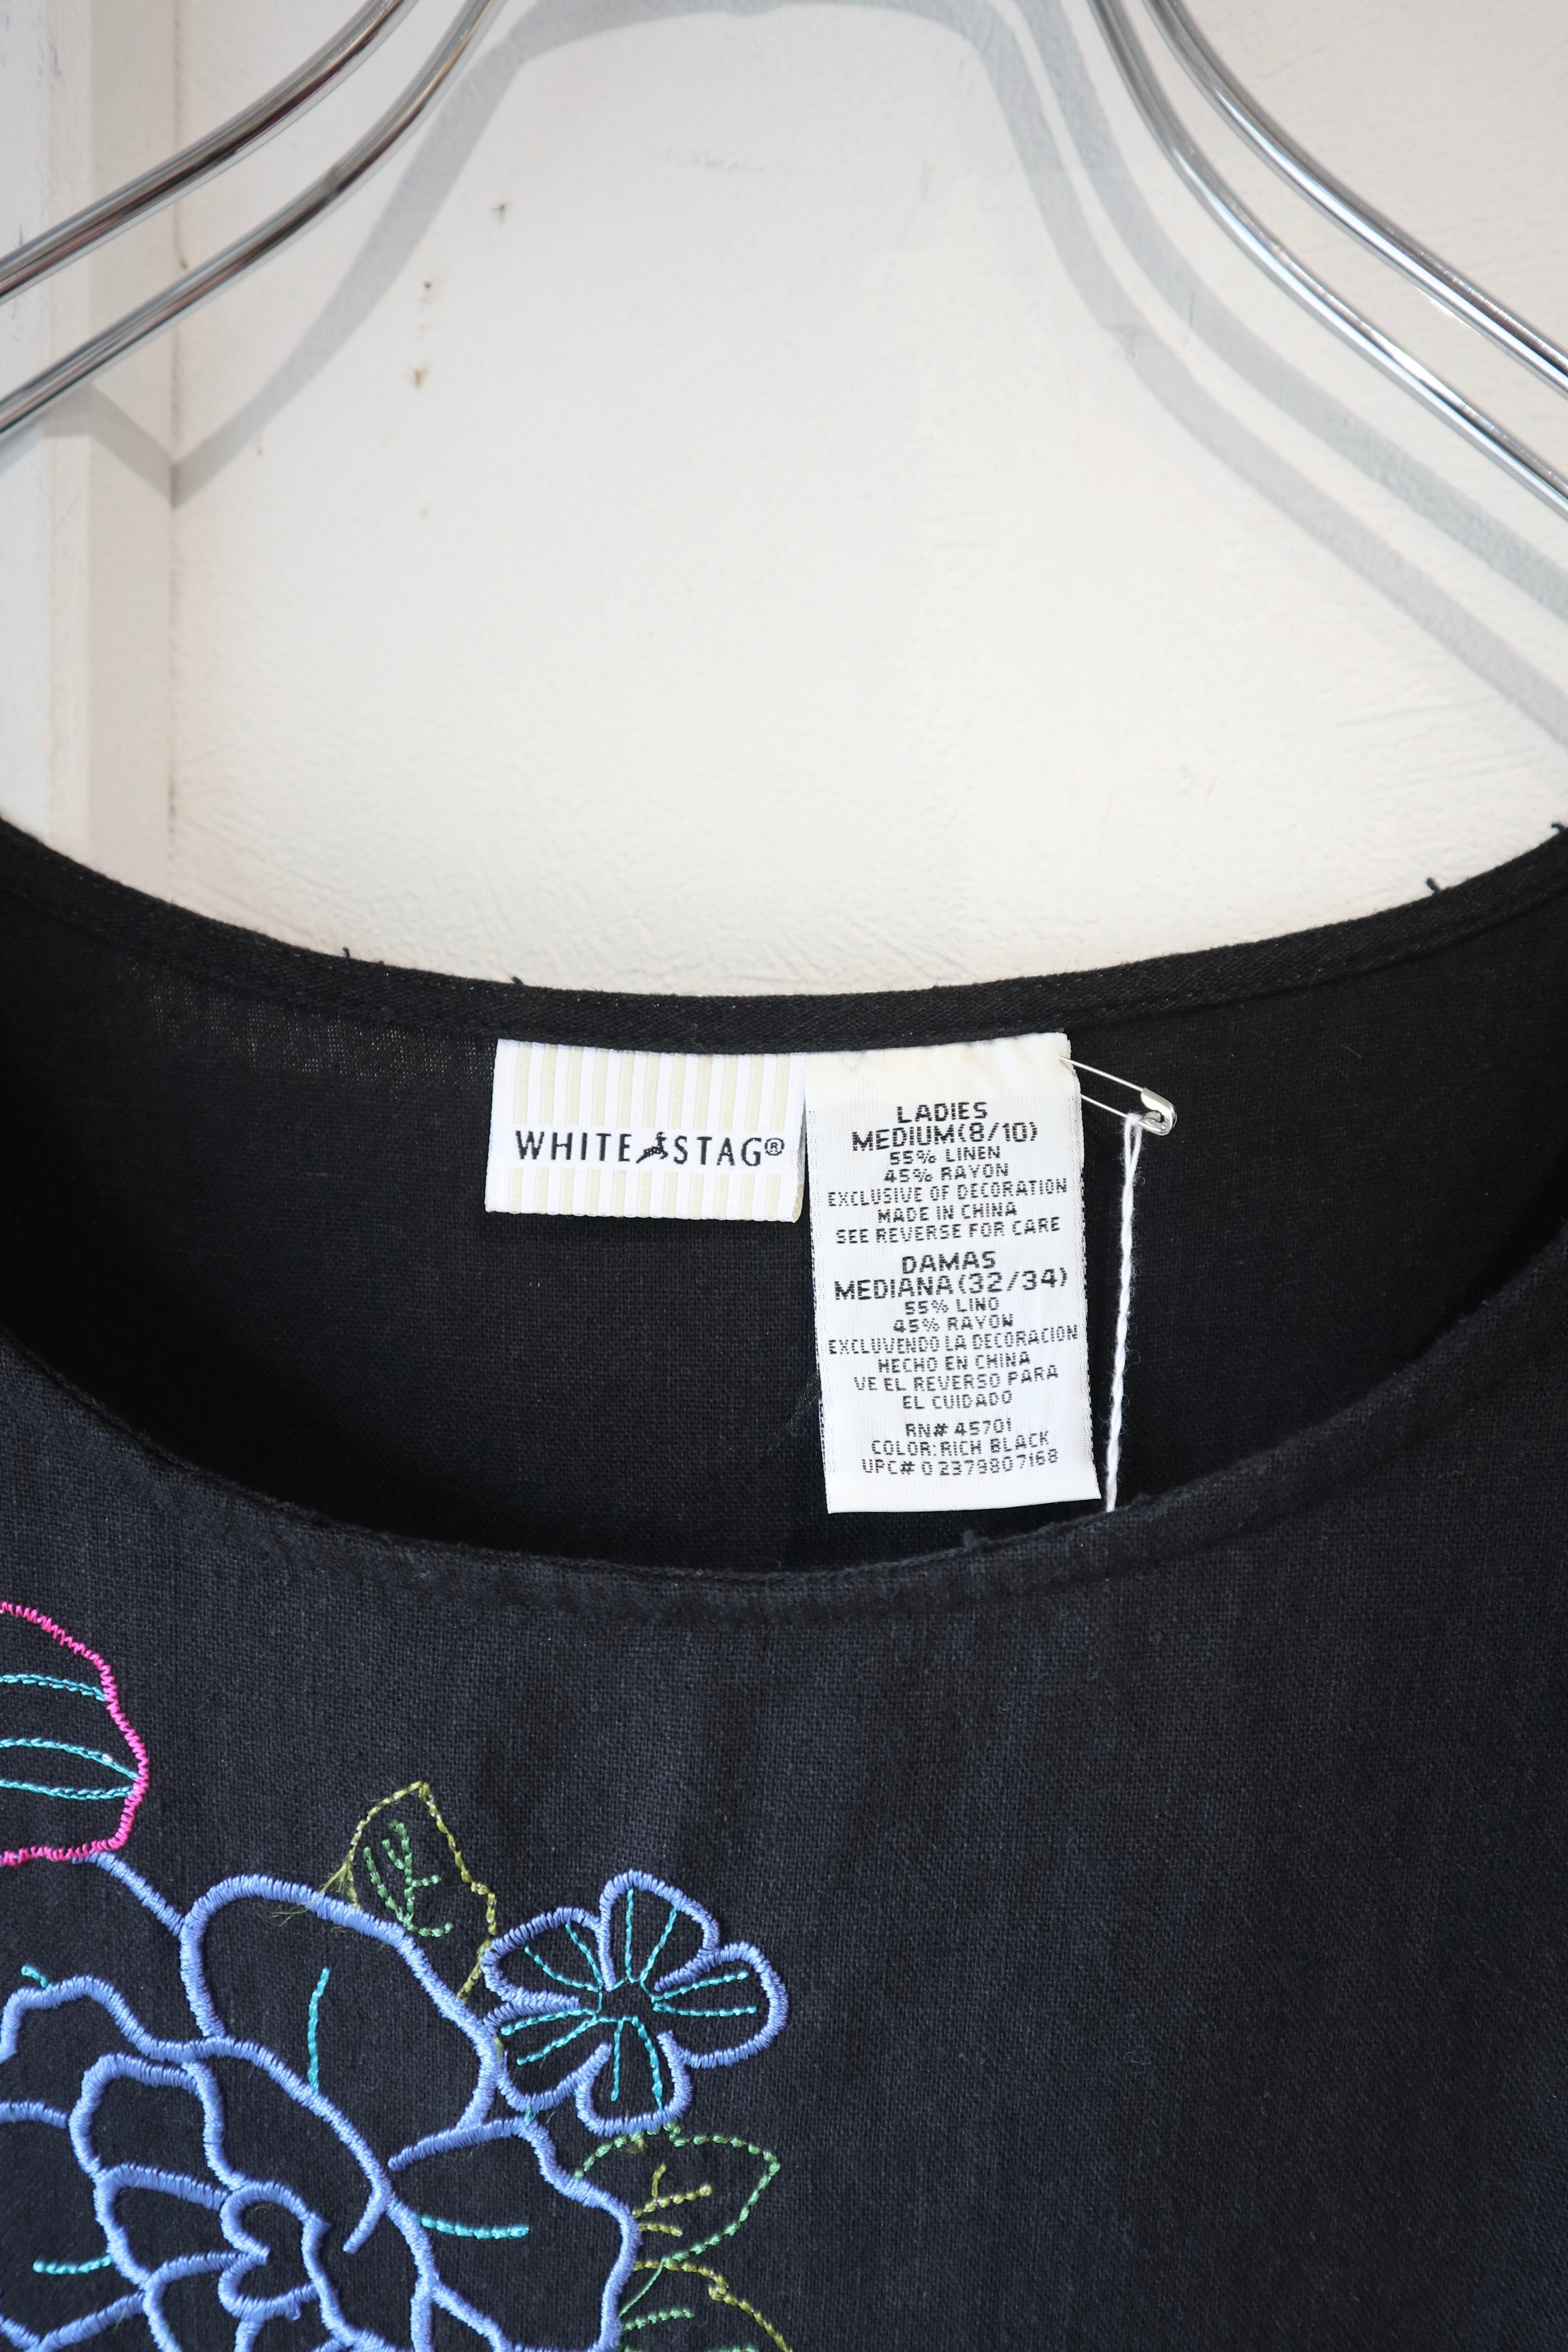 WHITE STAG®
LADIES
MEDIUM(8/10)
55% LINEN
45% RAYON
EXCLUSIVE OF DECORATION
MADE IN CHINA
SEE REVERSE FOR CARE
DAMAS
MEDIANA(32/34)
55% LINO
45% RAYON
EXCLUVENDO LA DECORACION
HECHO EN CHINA
VE EL REVERSO PARA
EL CUIDADO
RN# 45701
COLOR:RICH BLACK
UPC# 02379807168